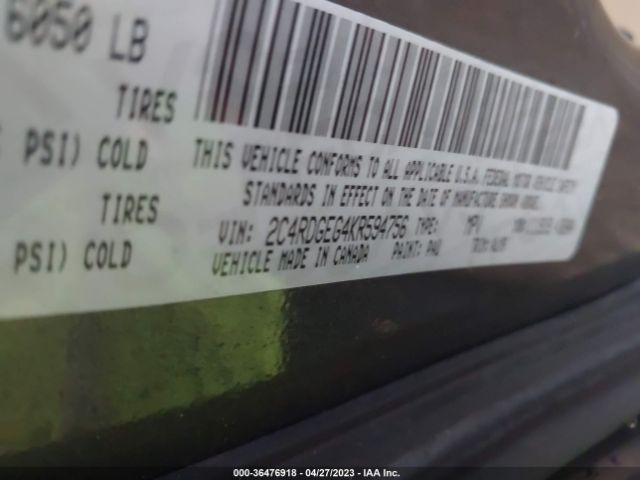 6050 LB
TIRES
PSI) COLD
THIS VEHICLE CONFORMS TO ALL APPLICABLE U.S.A. FEDERAL MOTOR VEHICLE SAFETY
STANDARDS IN EFFECT ON THE DATE OF MANUFACTURE SHOWN ABOVE.
TIRES
VIN: 2C4RDGEG4KR594756 TYPE: MPV
PSI) COLD
VEHICLE MADE IN CANADA PAINT: PAU TRIM:
000-36476918 - 04/27/2023 - IAA Inc.